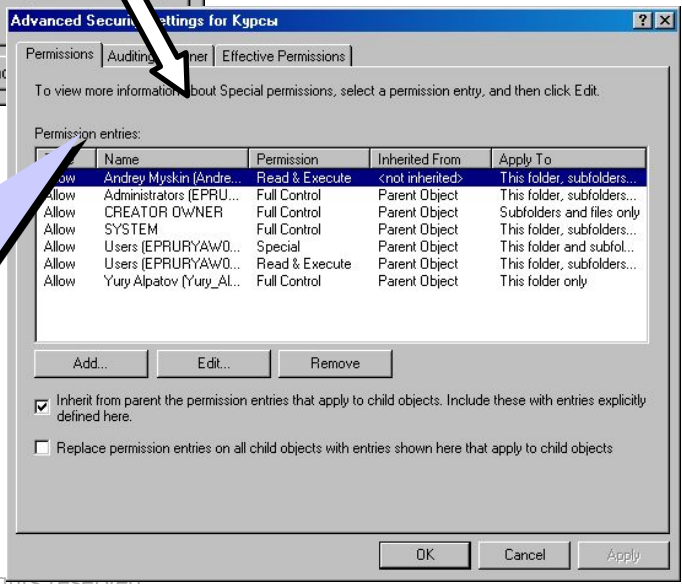 Advanced Security Settings for Курсы
Permissions Auditing Owner Effective Permissions
To view more information about Special permissions, select a permission entry, and then click Edit.
Permission entries:
Name Permission Inherited From Apply To
Allow Andrey Myskin (Andre... Read & Execute <not inherited> This folder, subfolders...
Allow Administrators (EPRU... Full Control Parent Object This folder, subfolders...
Allow CREATOR OWNER Full Control Parent Object Subfolders and files only
Allow SYSTEM Full Control Parent Object This folder, subfolders...
Allow Users (EPRURYAW0... Special Parent Object This folder and subfol...
Allow Users (EPRURYAW0... Read & Execute Parent Object This folder, subfolders...
Allow Yury Alpatov (Yury_Al... Full Control Parent Object This folder only
Add... Edit... Remove
Inherit from parent the permission entries that apply to child objects. Include these with entries explicitly
defined here.
Replace permission entries on all child objects with entries shown here that apply to child objects
OK Cancel Apply